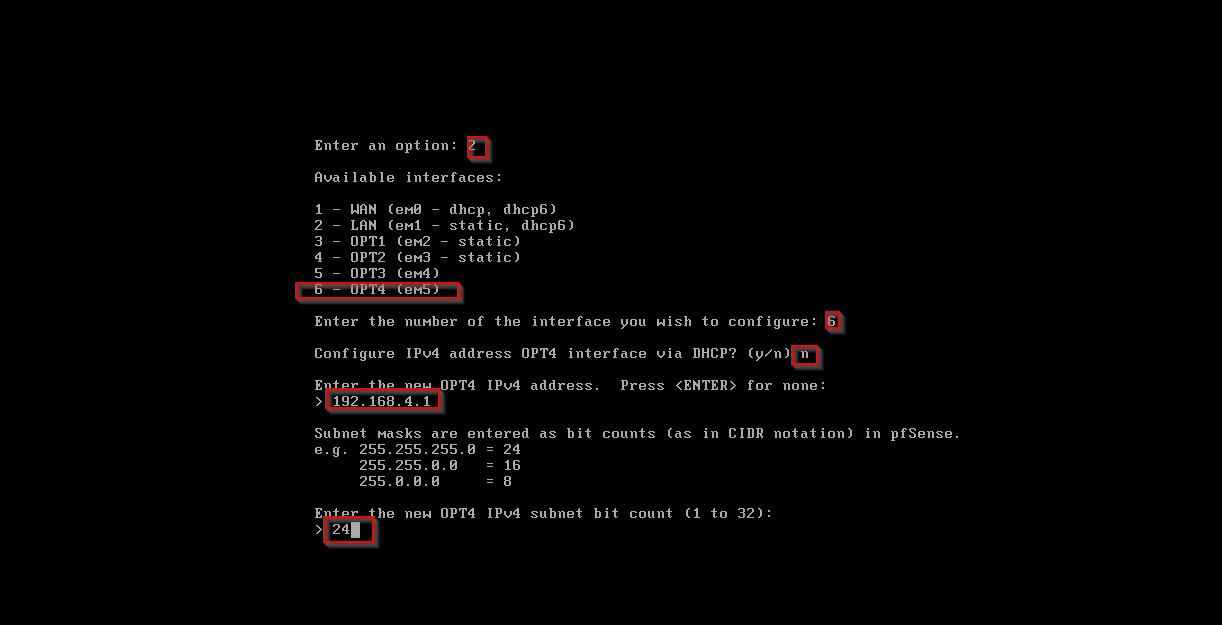 Enter an option: 2
Available interfaces:
1 - WAN (em0 - dhcp, dhcp6)
2 - LAN (em1 - static, dhcp6)
3 - OPT1 (em2 - static)
4 - OPT2 (em3 - static)
5 - OPT3 (em4)
6 - OPT4 (em5)
Enter the number of the interface you wish to configure: 6
Configure IPv4 address OPT4 interface via DHCP? (y/n) n
Enter the new OPT4 IPv4 address.  Press <ENTER> for none:
> 192.168.4.1
Subnet masks are entered as bit counts (as in CIDR notation) in pfSense.
e.g. 255.255.255.0 = 24
     255.255.0.0   = 16
     255.0.0.0     = 8
Enter the new OPT4 IPv4 subnet bit count (1 to 32):
> 24